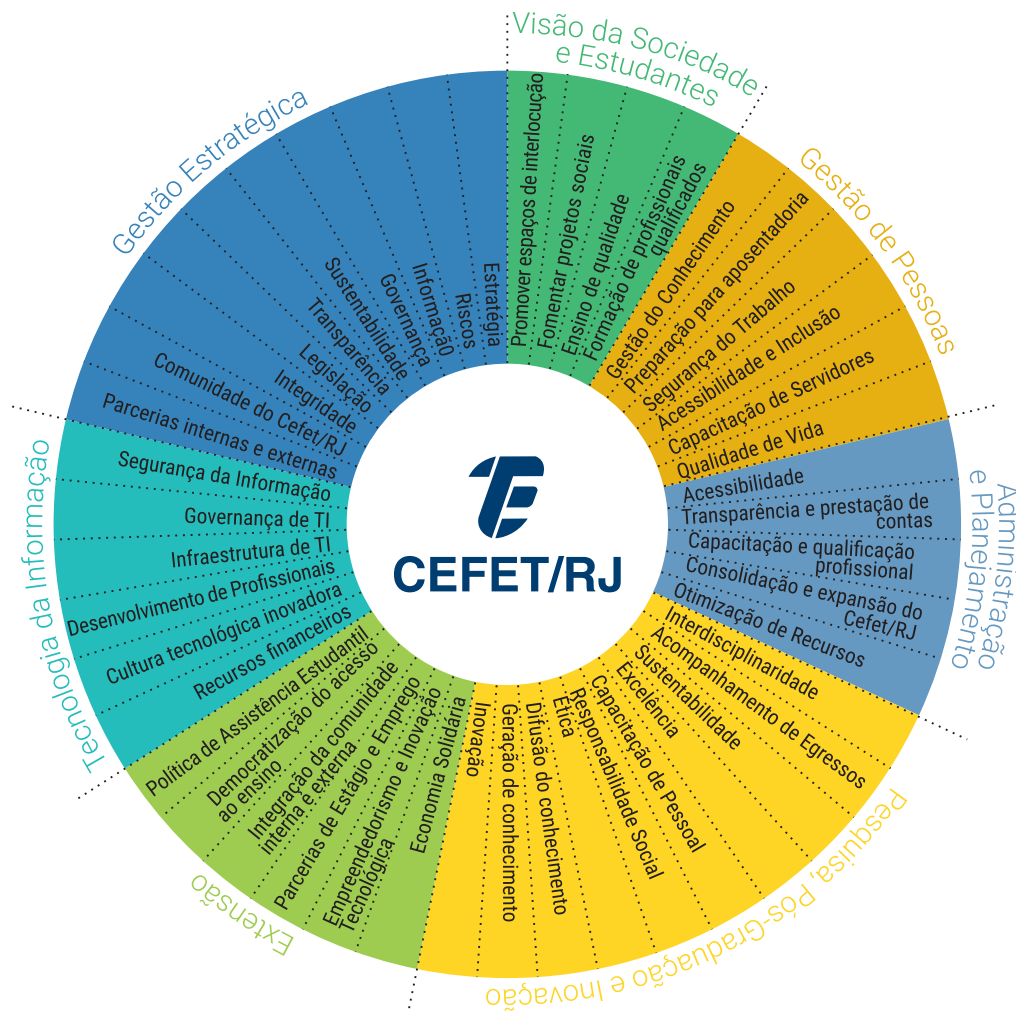 Visão da Sociedade
e Estudantes
Promover espaços de interlocução
Fomentar projetos sociais
Ensino de qualidade
Formação de profissionais
qualificados
Gestão de Pessoas
Gestão do Conhecimento
Preparação para aposentadoria
Segurança do Trabalho
Acessibilidade e Inclusão
Capacitação de Servidores
Qualidade de Vida
Administração
e Planejamento
Acessibilidade
Transparência e prestação de
contas
Capacitação e qualificação
profissional
Consolidação e expansão do
Cefet/RJ
Otimização de Recursos
Pesquisa, Pós-Graduação e Inovação
Interdisciplinaridade
Acompanhamento de Egressos
Sustentabilidade
Excelência
Capacitação de Pessoal
Responsabilidade Social
Ética
Difusão do conhecimento
Geração de conhecimento
Inovação
Extensão
Economia Solidária
Empreendedorismo e Inovação
Tecnológica
Parcerias de Estágio e Emprego
Integração da comunidade
interna e externa
Democratização do acesso
ao ensino
Política de Assistência Estudantil
Tecnologia da Informação
Recursos financeiros
Cultura tecnológica inovadora
Desenvolvimento de Profissionais
Infraestrutura de TI
Governança de TI
Segurança da Informação
Gestão Estratégica
Parcerias internas e externas
Comunidade do Cefet/RJ
Integridade
Legislação
Transparência
Sustentabilidade
Governança
Informação
Riscos
Estratégia
CEFET/RJ